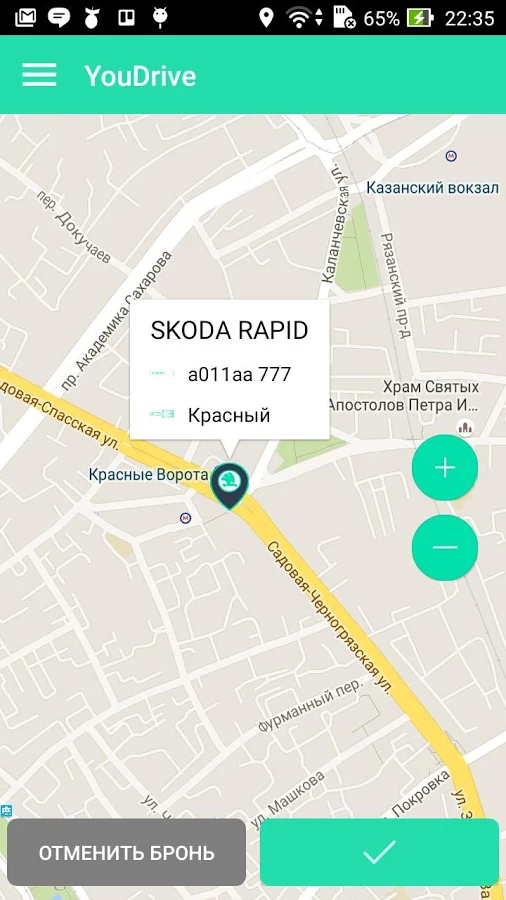 65% 22:35
YouDrive
Казанский вокзал
пер. Докучаев
Каланчевская ул.
Рязанский пр-д
пр. Академика Сахарова
SKODA RAPID
а011аа 777
Красный
Храм Святых
Апостолов Петра И...
довая-Спасская ул.
Красные Ворота
Садовая-Черногрязская ул.
Фурманный пер.
ул. Машкова
Покровка
ул. З
ул. Ч
ОТМЕНИТЬ БРОНЬ